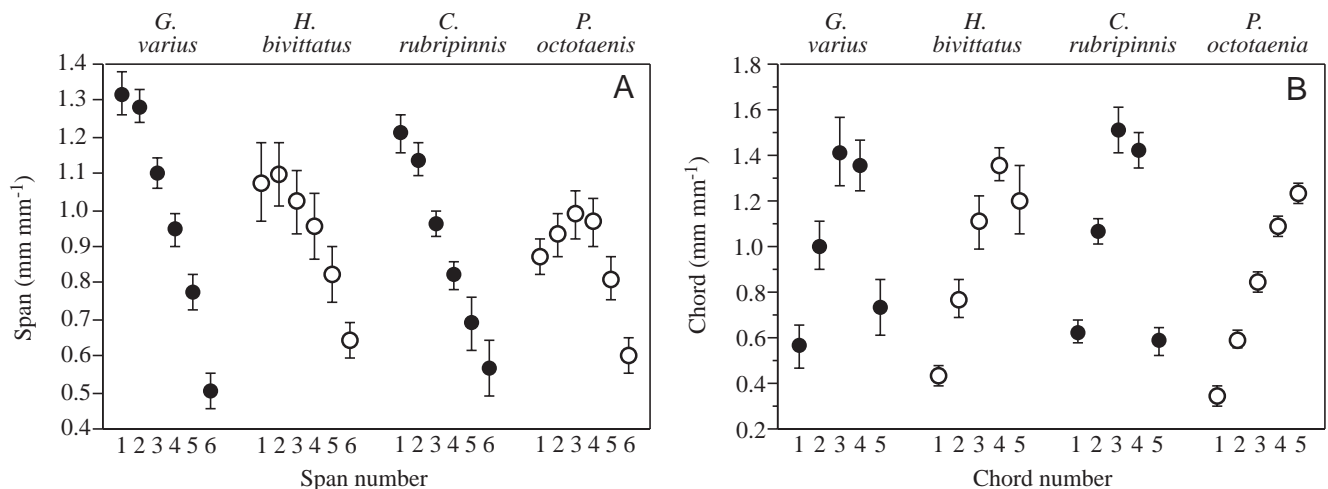 G. varius
H. bivittatus
C. rubripinnis
P. octotaenis
A
1.4
1.3
1.2
1.1
1.0
0.9
0.8
0.7
0.6
0.5
0.4
Span (mm mm-1)
1 2 3 4 5 6 1 2 3 4 5 6 1 2 3 4 5 6 1 2 3 4 5 6
Span number
G. varius
H. bivittatus
C. rubripinnis
P. octotaenia
B
1.8
1.6
1.4
1.2
1.0
0.8
0.6
0.4
0.2
Chord (mm mm-1)
1 2 3 4 5 1 2 3 4 5 1 2 3 4 5 1 2 3 4 5
Chord number